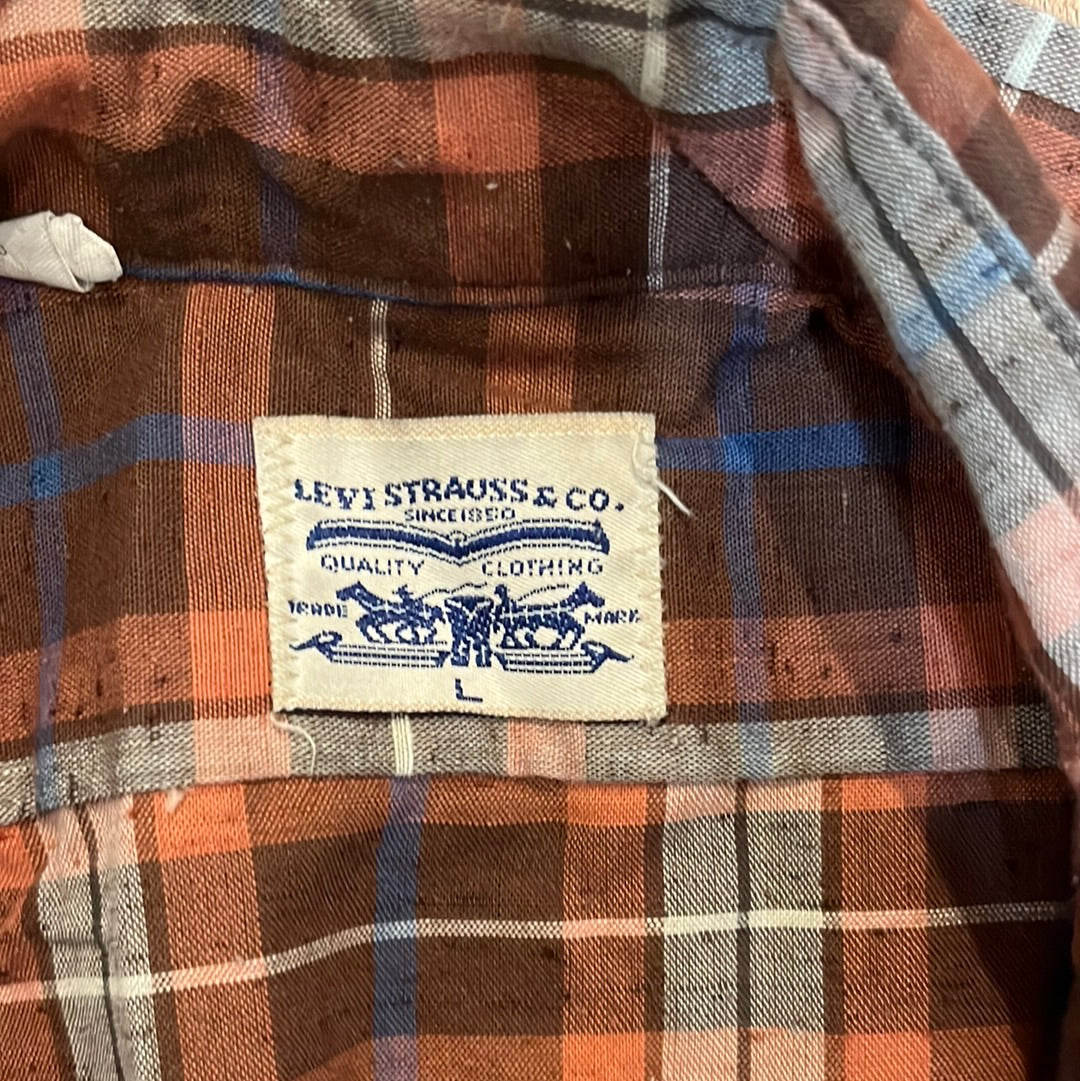 LEVI STRAUSS & CO.
SINCE 1850
QUALITY CLOTHING
TRADE MARK
L